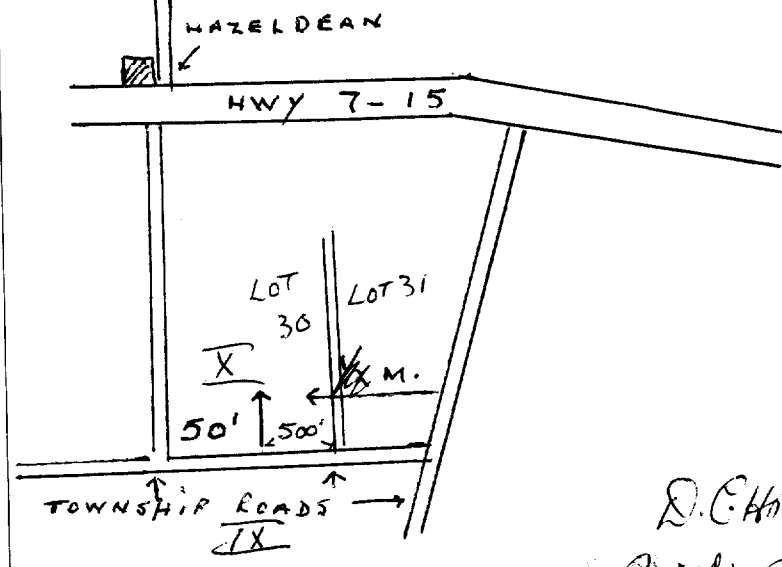 HAZELDEAN
HWY 7-15
LOT 30
LOT 31
X
M.
50'
500'
TOWNSHIP ROADS
IX
D.C.